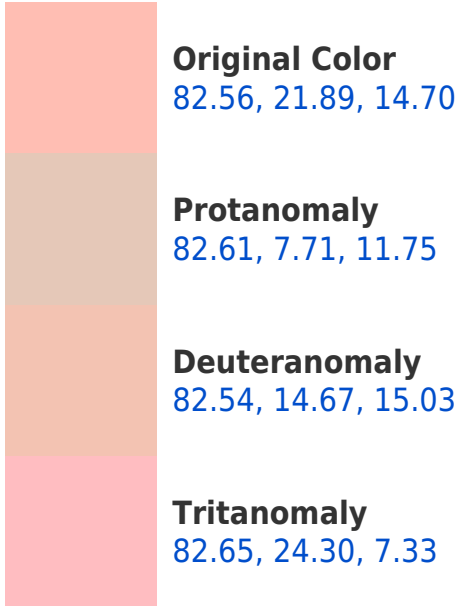 Original Color
82.56, 21.89, 14.70
Protanomaly
82.61, 7.71, 11.75
Deuteranomaly
82.54, 14.67, 15.03
Tritanomaly
82.65, 24.30, 7.33